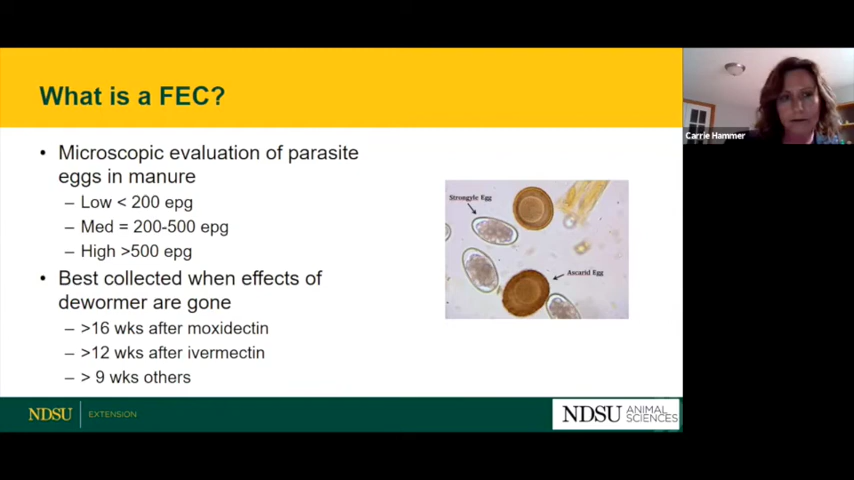 What is a FEC?
• Microscopic evaluation of parasite
eggs in manure
– Low < 200 epg
– Med = 200-500 epg
– High >500 epg
• Best collected when effects of
dewormer are gone
– >16 wks after moxidectin
– >12 wks after ivermectin
– > 9 wks others
Strongyle Egg
Ascarid Egg
Carrie Hammer
NDSU EXTENSION
NDSU ANIMAL
SCIENCES